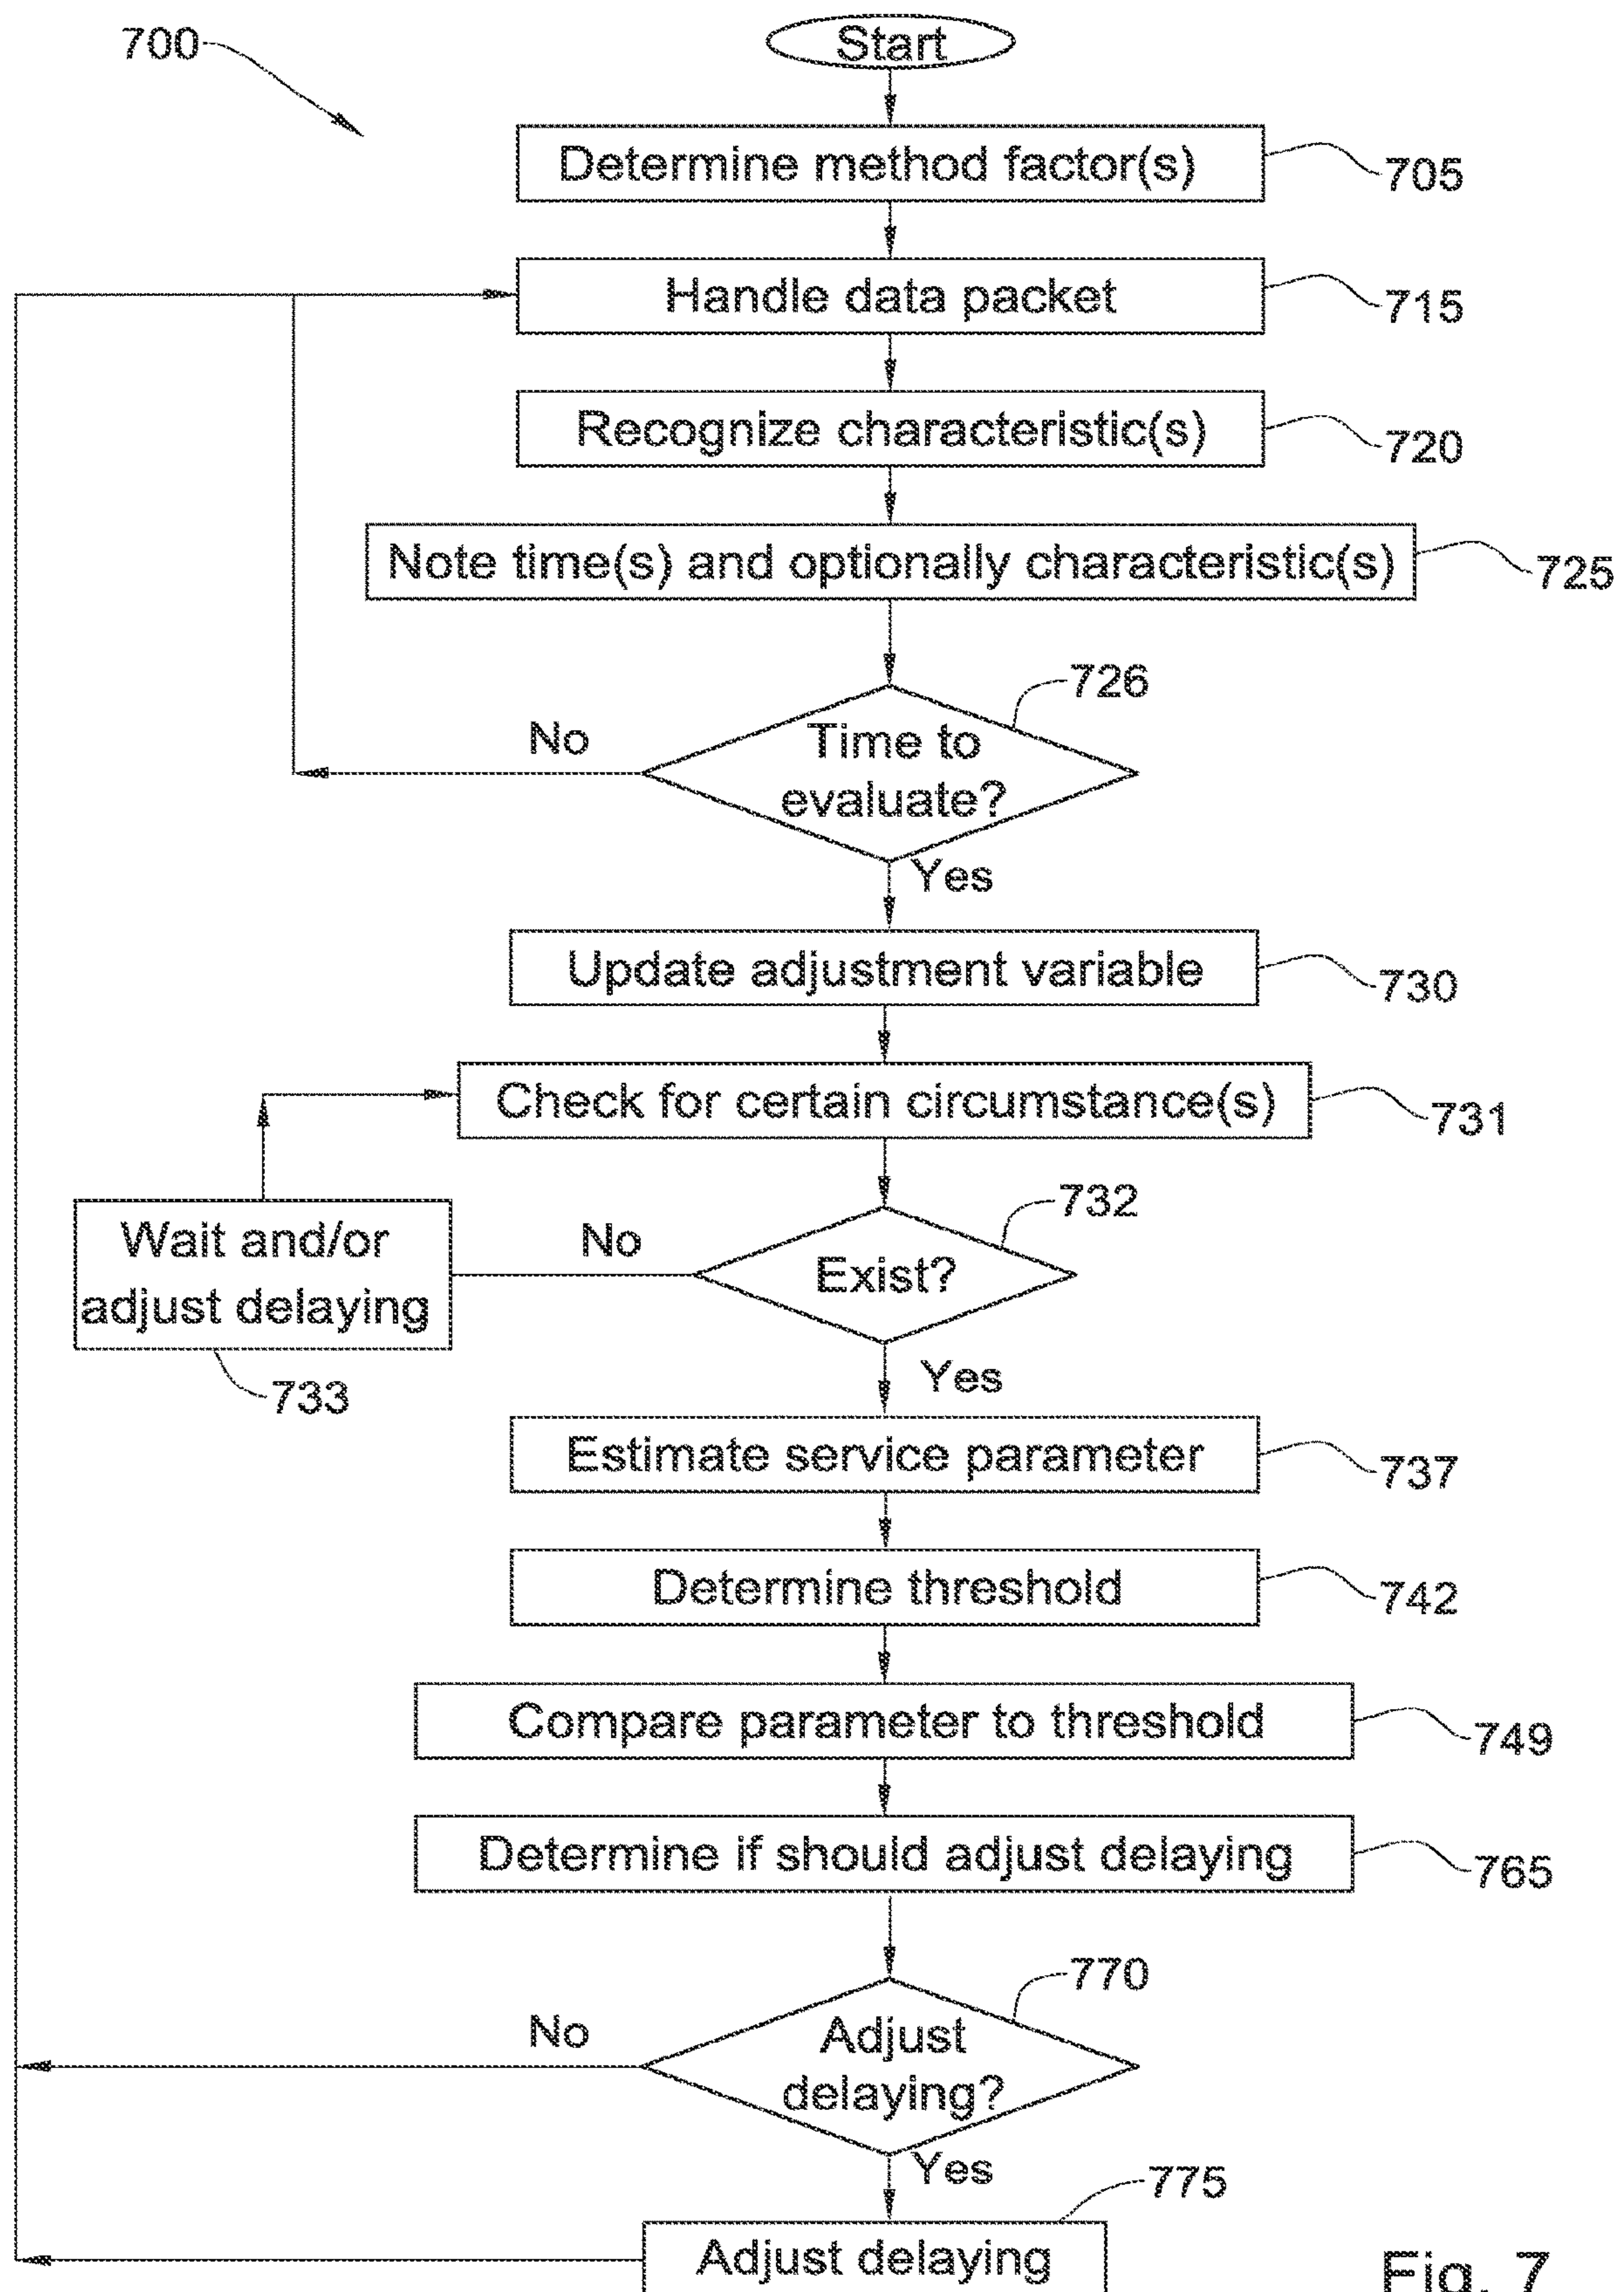 700
Start
Determine method factor(s)
705
Handle data packet
715
Recognize characteristic(s)
720
Note time(s) and optionally characteristic(s)
725
726
Time to
evaluate?
No
Yes
Update adjustment variable
730
Check for certain circumstance(s)
731
732
Exist?
No
Wait and/or
adjust delaying
733
Yes
Estimate service parameter
737
Determine threshold
742
Compare parameter to threshold
749
Determine if should adjust delaying
765
770
Adjust
delaying?
No
Yes
775
Adjust delaying
Fig. 7